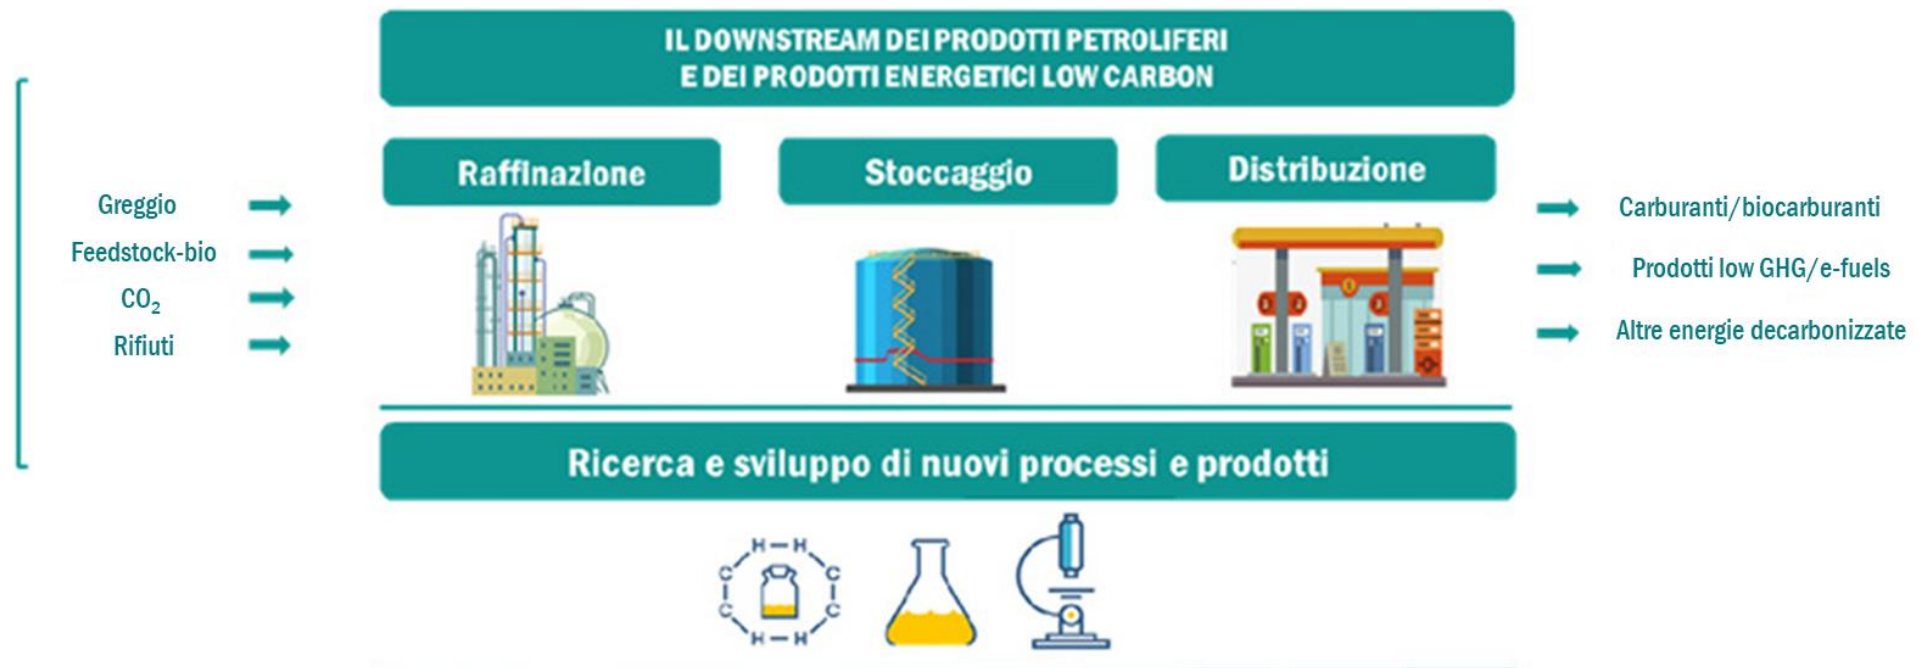 IL DOWNSTREAM DEI PRODOTTI PETROLIFERI
E DEI PRODOTTI ENERGETICI LOW CARBON
Raffinazione
Stoccaggio
Distribuzione
Greggio
Feedstock-bio
CO₂
Rifiuti
Carburanti/biocarburanti
Prodotti low GHG/e-fuels
Altre energie decarbonizzate
Ricerca e sviluppo di nuovi processi e prodotti
H-H
C C
C C
H-H